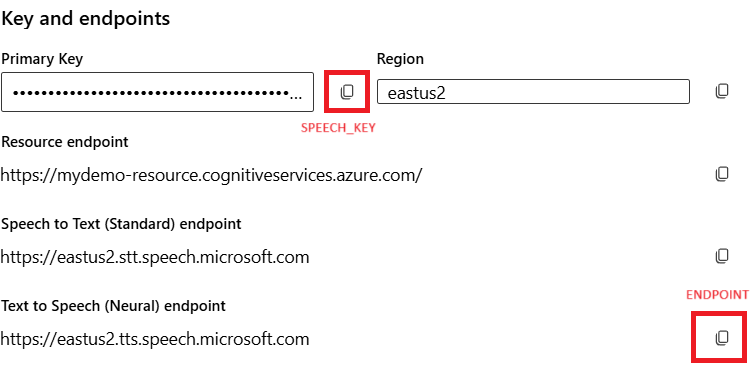 Key and endpoints
Primary Key Region
••••••••••••••••••••••••••••••••••••••••... eastus2
SPEECH_KEY
Resource endpoint
https://mydemo-resource.cognitiveservices.azure.com/
Speech to Text (Standard) endpoint
https://eastus2.stt.speech.microsoft.com
ENDPOINT
Text to Speech (Neural) endpoint
https://eastus2.tts.speech.microsoft.com